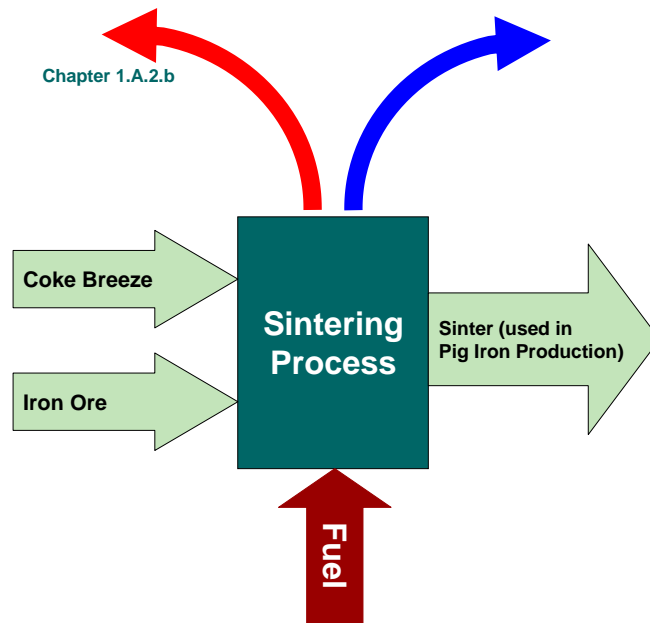 Chapter 1.A.2.b
Coke Breeze
Sintering
Process
Sinter (used in
Pig Iron Production)
Iron Ore
Fuel